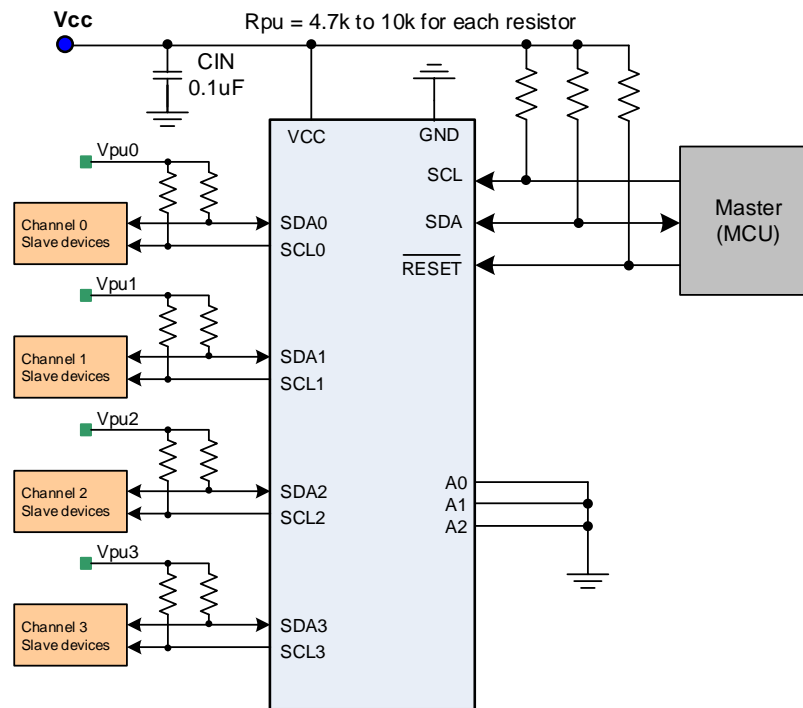 Vcc
Rpu = 4.7k to 10k for each resistor
CIN
0.1uF
VCC
GND
SCL
SDA
RESET
Master
(MCU)
Vpu0
Channel 0
Slave devices
SDA0
SCL0
Vpu1
Channel 1
Slave devices
SDA1
SCL1
Vpu2
Channel 2
Slave devices
SDA2
SCL2
A0
A1
A2
Vpu3
Channel 3
Slave devices
SDA3
SCL3